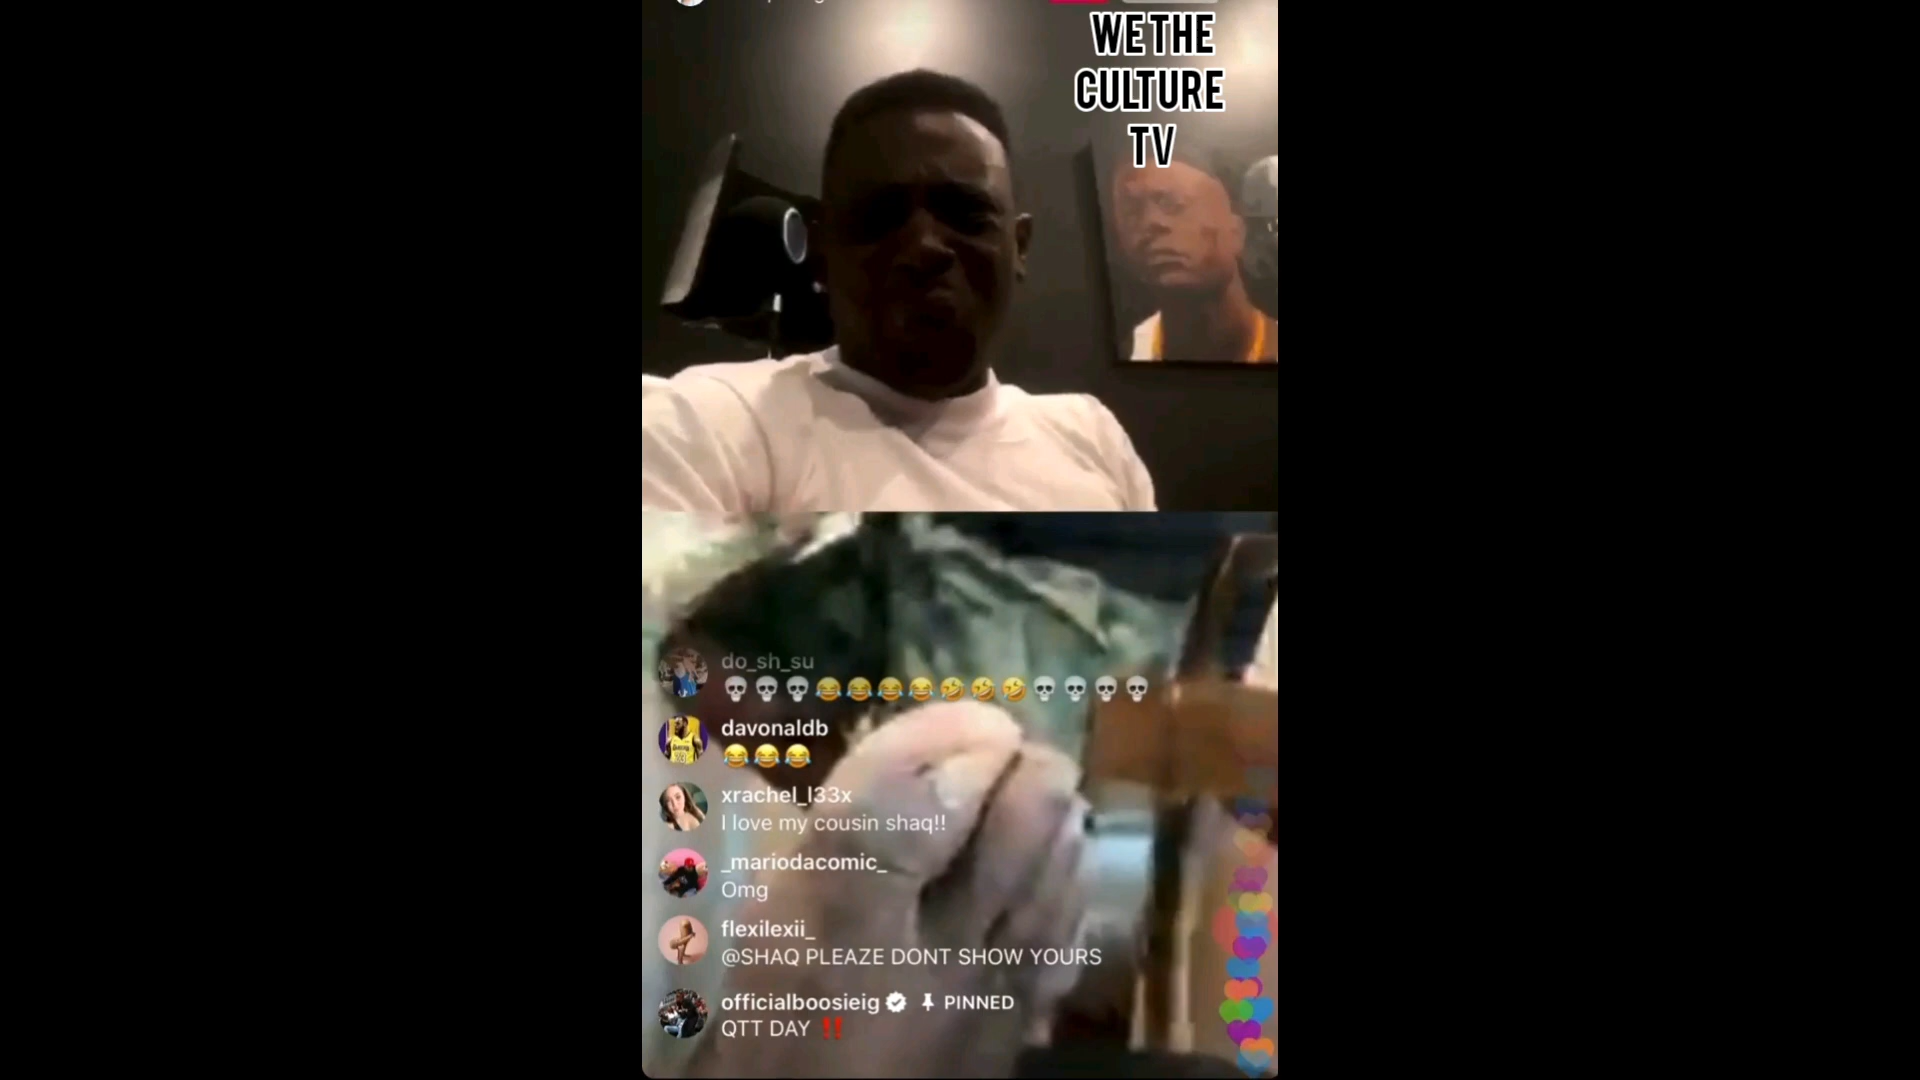 WE THE
CULTURE
TV
do_sh_su
💀💀💀😂😂😂😂🤣🤣🤣💀💀💀💀
davonaldb
😂😂😂
xrachel_l33x
I love my cousin shaq!!
_mariodacomic_
Omg
flexilexii_
@SHAQ PLEAZE DONT SHOW YOURS
officialboosieig PINNED
QTT DAY ‼️